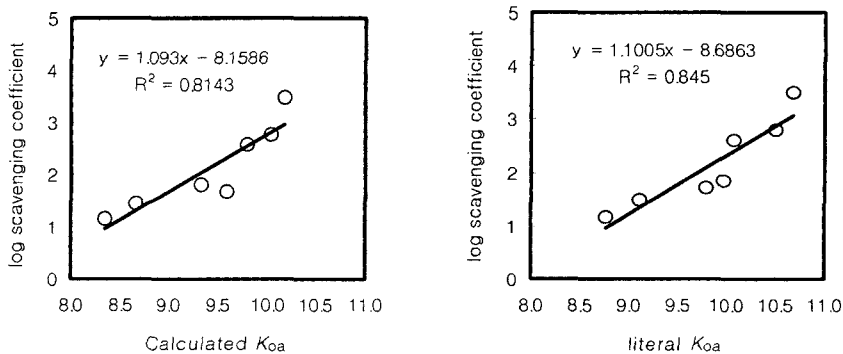 5
4
3
2
1
0
log scavenging coefficient
y = 1.093x − 8.1586
R² = 0.8143
8.0 8.5 9.0 9.5 10.0 10.5 11.0
Calculated Koa
5
4
3
2
1
0
log scavenging coefficient
y = 1.1005x − 8.6863
R² = 0.845
8.0 8.5 9.0 9.5 10.0 10.5 11.0
literal Koa